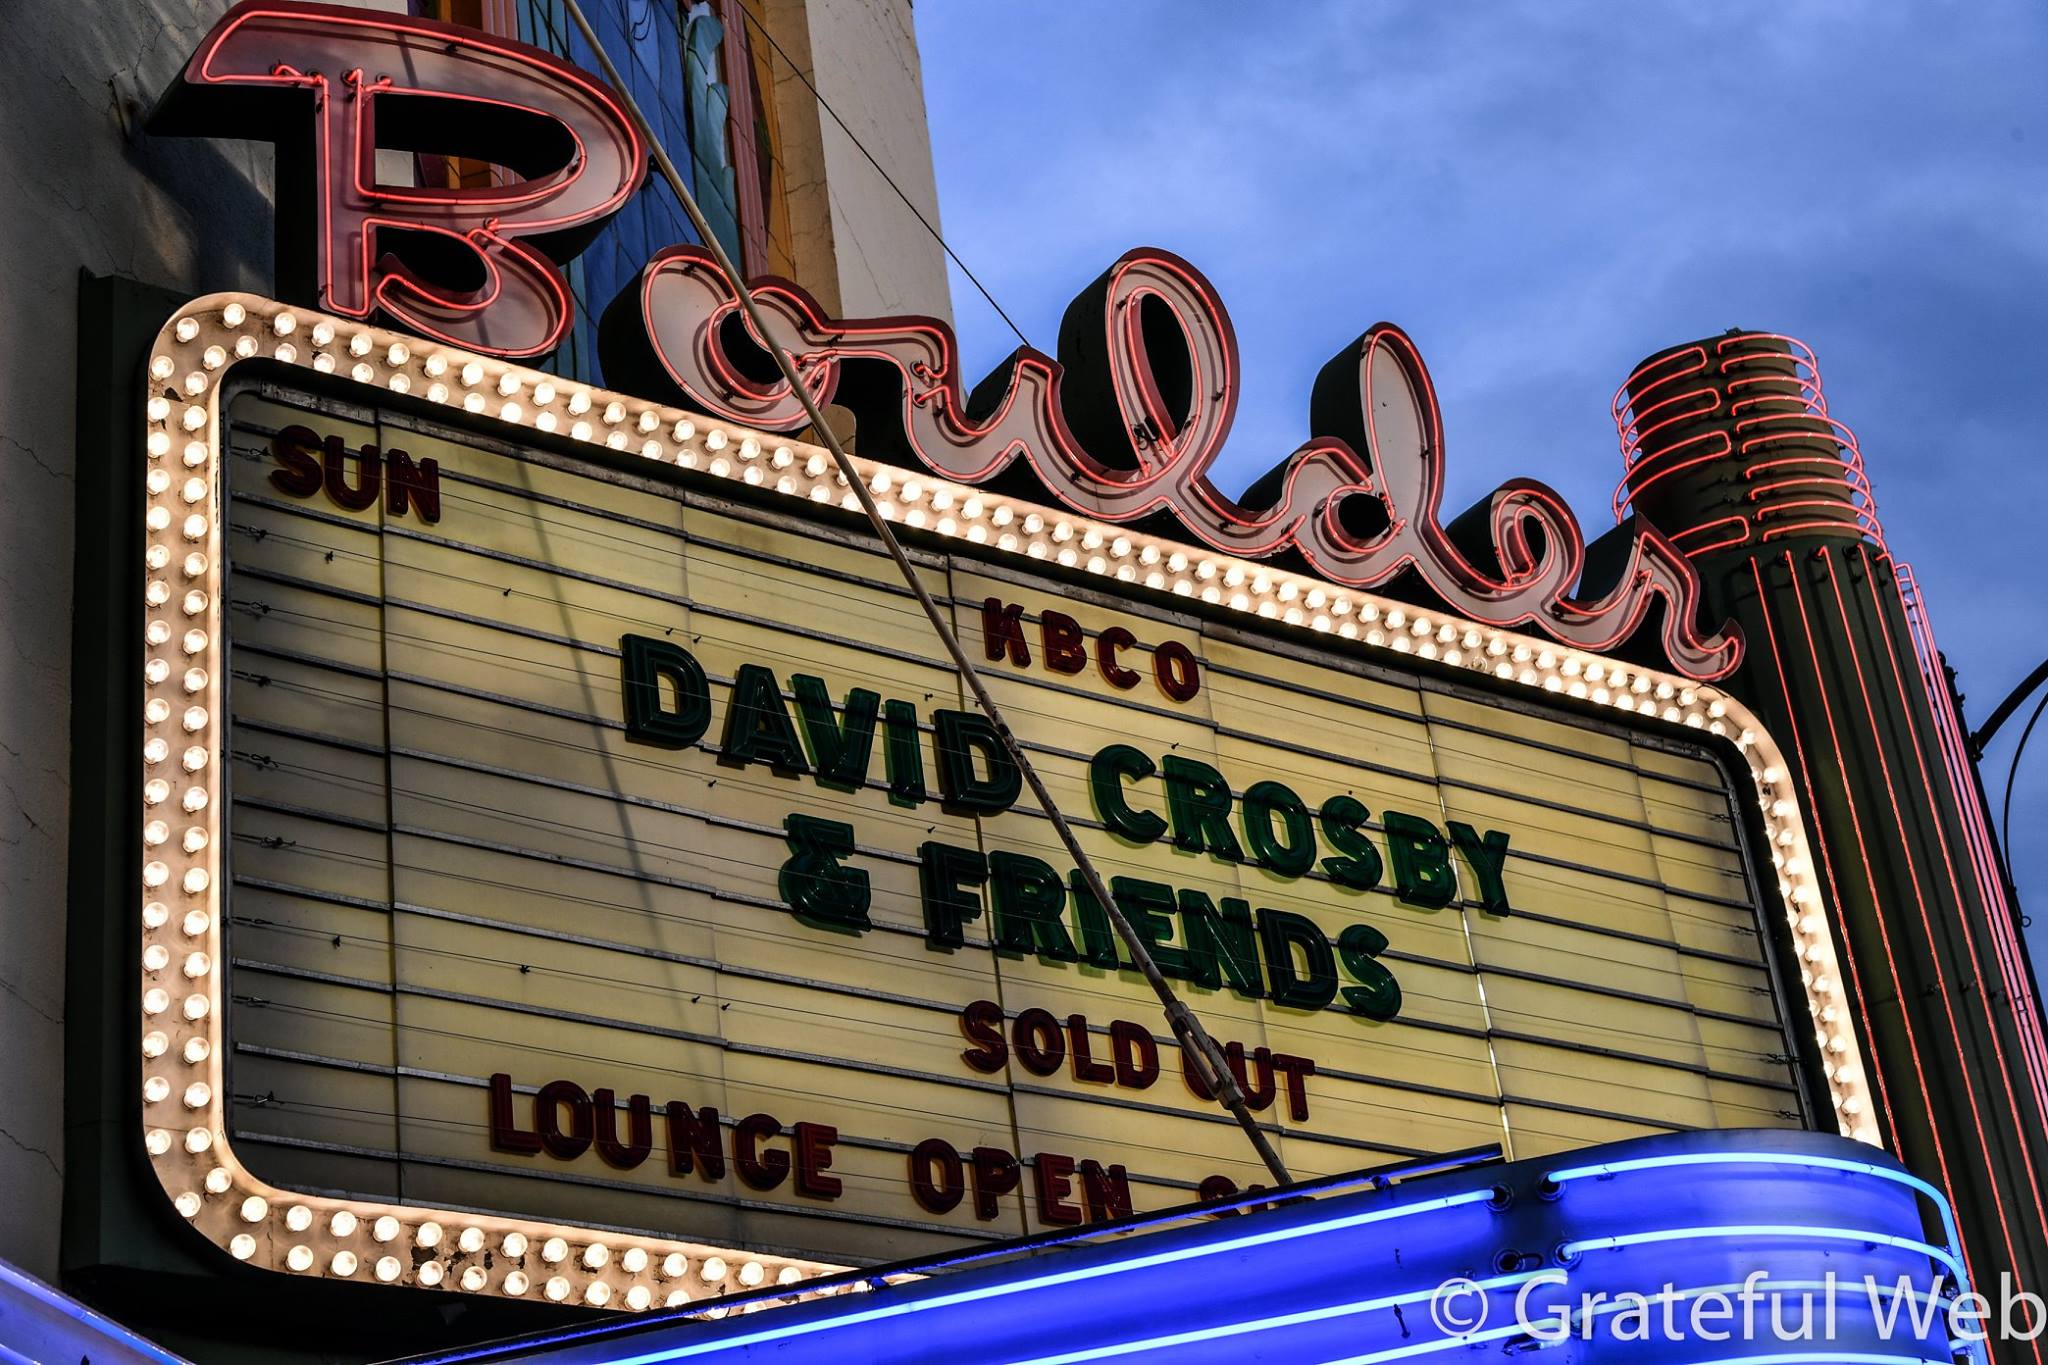 Boulder
SUN
KBCO
DAVID CROSBY
& FRIENDS
SOLD OUT
LOUNGE OPEN
© Grateful Web